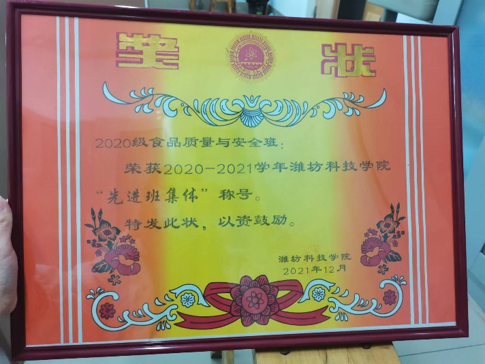 奖 状
2020级食品质量与安全班：
荣获2020-2021学年潍坊科技学院
“先进班集体”称号。
特发此状，以资鼓励。
潍坊科技学院
2021年12月